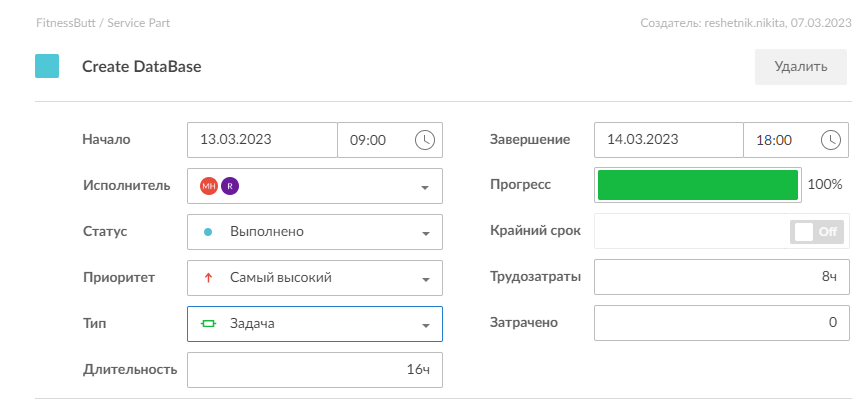 FitnessButt / Service Part
Создатель: reshetnik.nikita, 07.03.2023
Create DataBase
Удалить
Начало 13.03.2023 09:00
Завершение 14.03.2023 18:00
Исполнитель МН R
Прогресс 100%
Статус Выполнено
Крайний срок Off
Приоритет Самый высокий
Трудозатраты 8ч
Тип Задача
Затрачено 0
Длительность 16ч